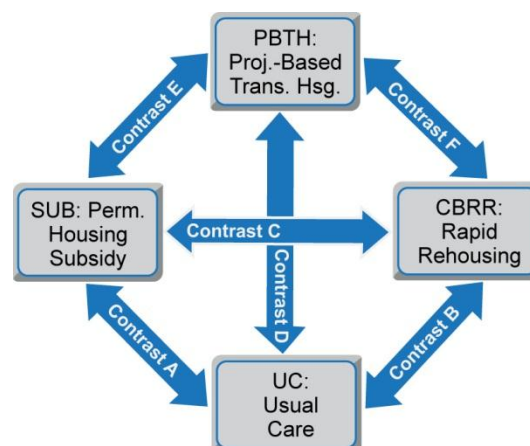 PBTH:
Proj.-Based
Trans. Hsg.
Contrast E
Contrast F
SUB: Perm.
Housing
Subsidy
Contrast C
CBRR:
Rapid
Rehousing
Contrast D
Contrast A
Contrast B
UC:
Usual
Care